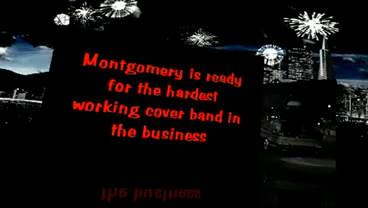 Montgomery is ready
for the hardest
working cover band in
the business